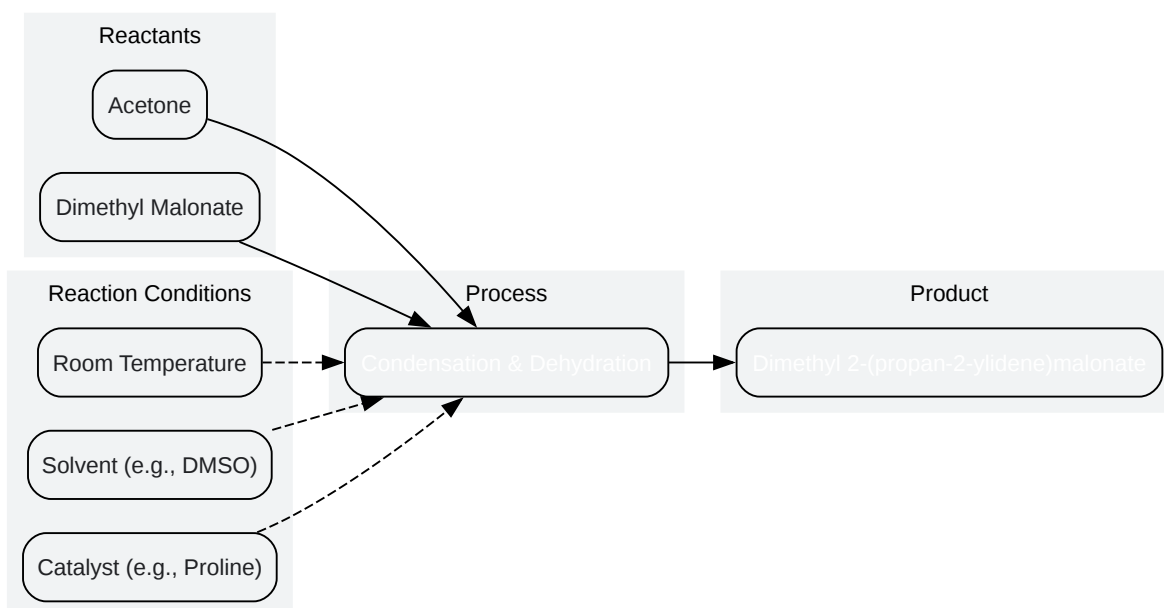 Reactants
Acetone
Dimethyl Malonate
Reaction Conditions
Room Temperature
Solvent (e.g., DMSO)
Catalyst (e.g., Proline)
Process
Condensation & Dehydration
Product
Dimethyl 2-(propan-2-ylidene)malonate